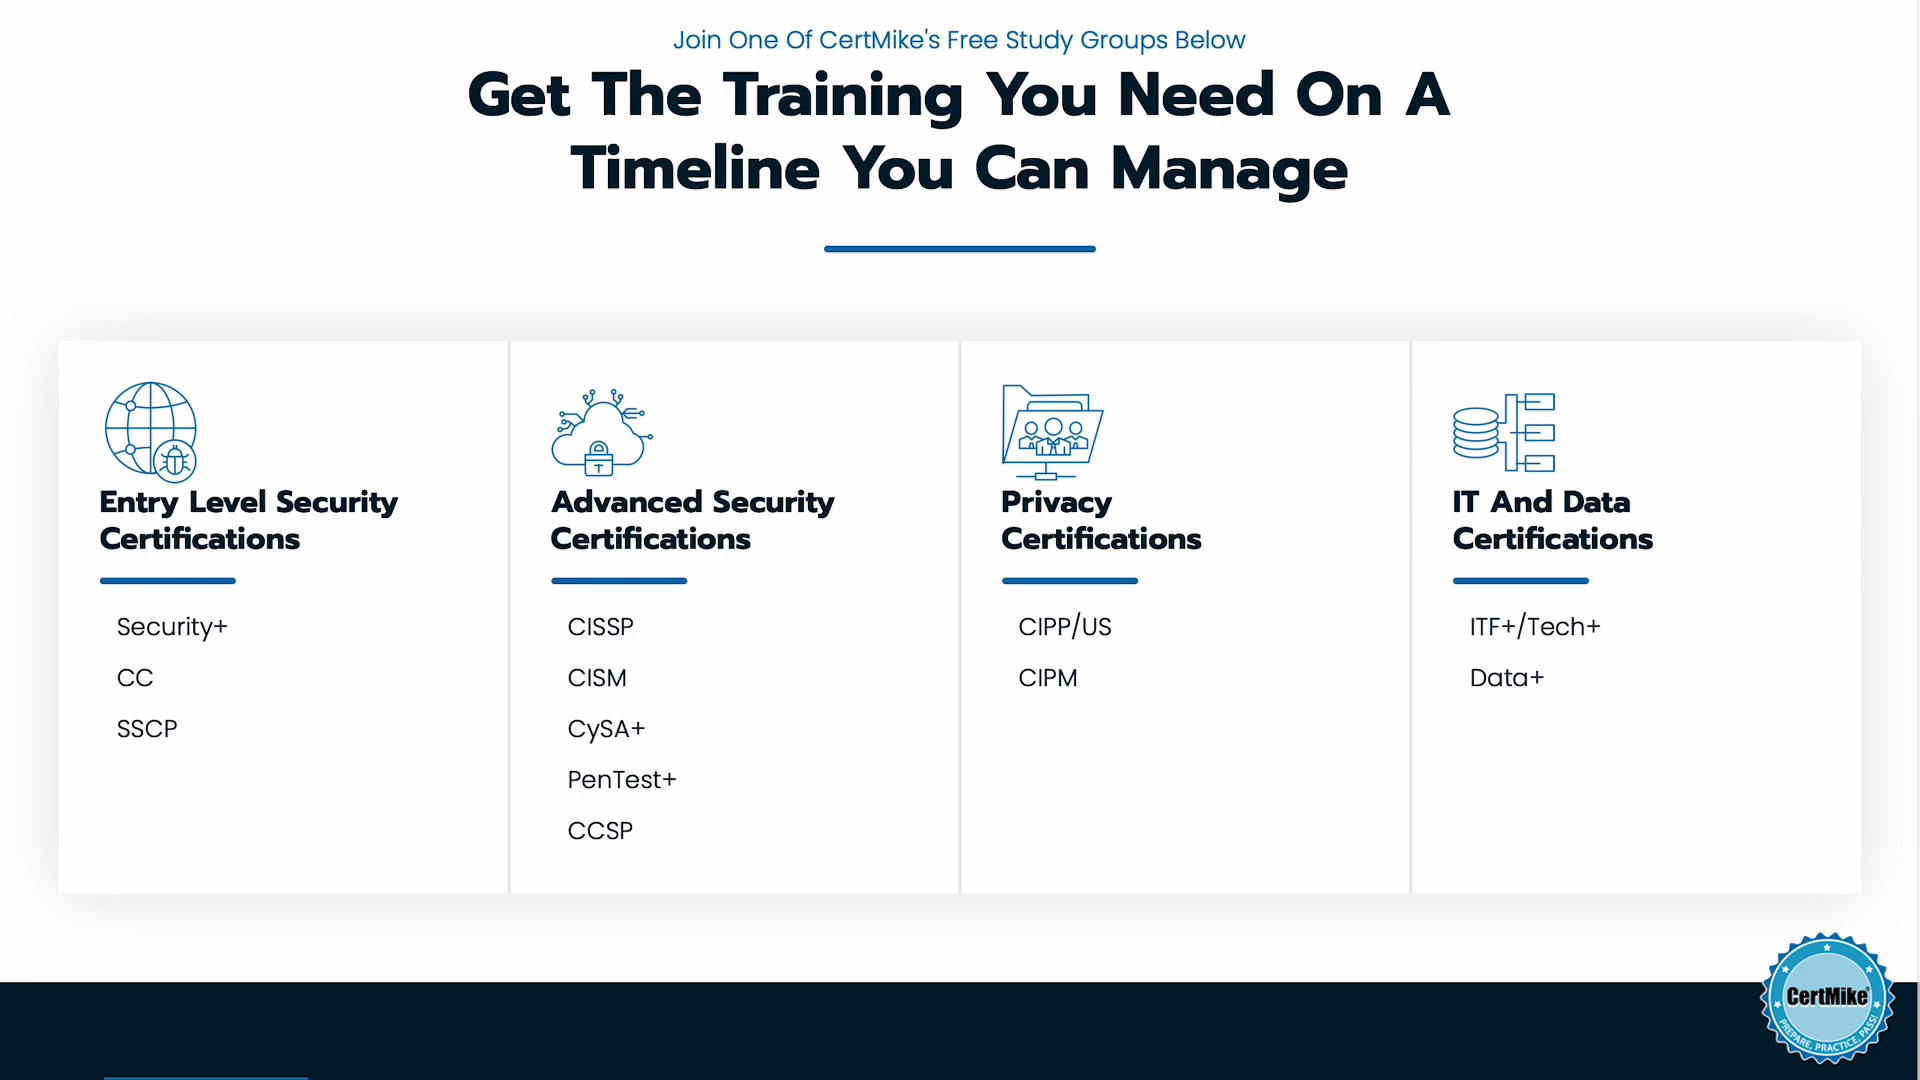 Join One Of CertMike's Free Study Groups Below
Get The Training You Need On A
Timeline You Can Manage
Entry Level Security
Certifications
Security+
CC
SSCP
Advanced Security
Certifications
CISSP
CISM
CySA+
PenTest+
CCSP
Privacy
Certifications
CIPP/US
CIPM
IT And Data
Certifications
ITF+/Tech+
Data+
CertMike®
PREPARE, PRACTICE, PASS!